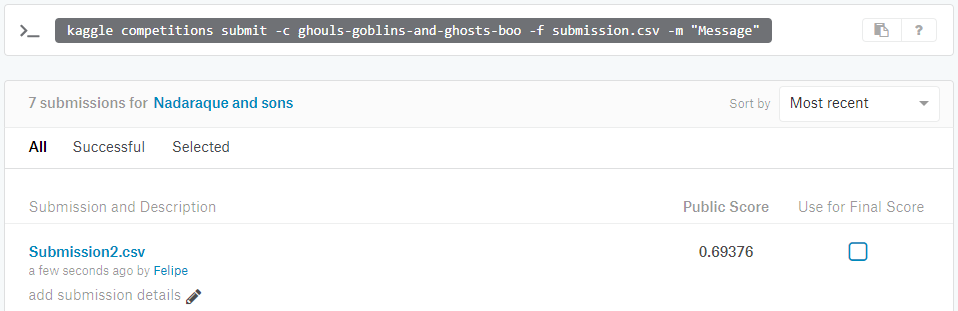 kaggle competitions submit -c ghouls-goblins-and-ghosts-boo -f submission.csv -m "Message" ?
7 submissions for Nadaraque and sons Sort by Most recent
All Successful Selected
Submission and Description Public Score Use for Final Score
Submission2.csv 0.69376
a few seconds ago by Felipe
add submission details